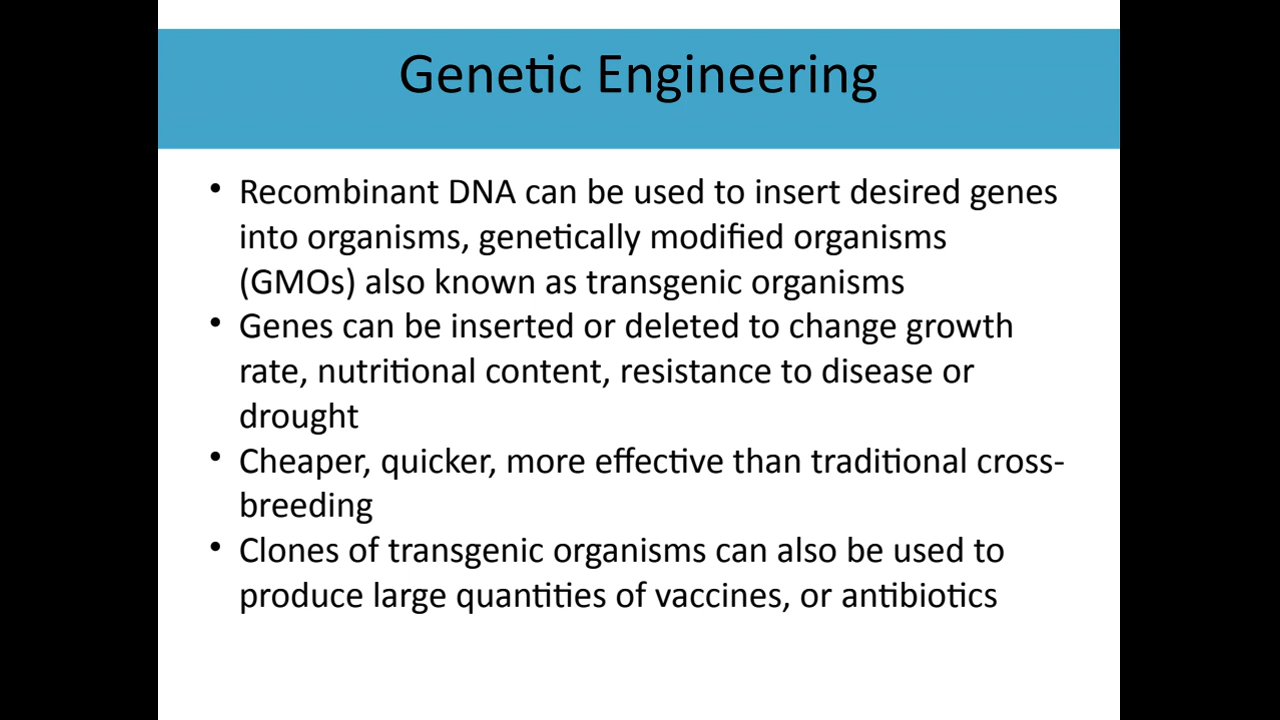 Genetic Engineering
• Recombinant DNA can be used to insert desired genes
into organisms, genetically modified organisms
(GMOs) also known as transgenic organisms
• Genes can be inserted or deleted to change growth
rate, nutritional content, resistance to disease or
drought
• Cheaper, quicker, more effective than traditional cross-
breeding
• Clones of transgenic organisms can also be used to
produce large quantities of vaccines, or antibiotics